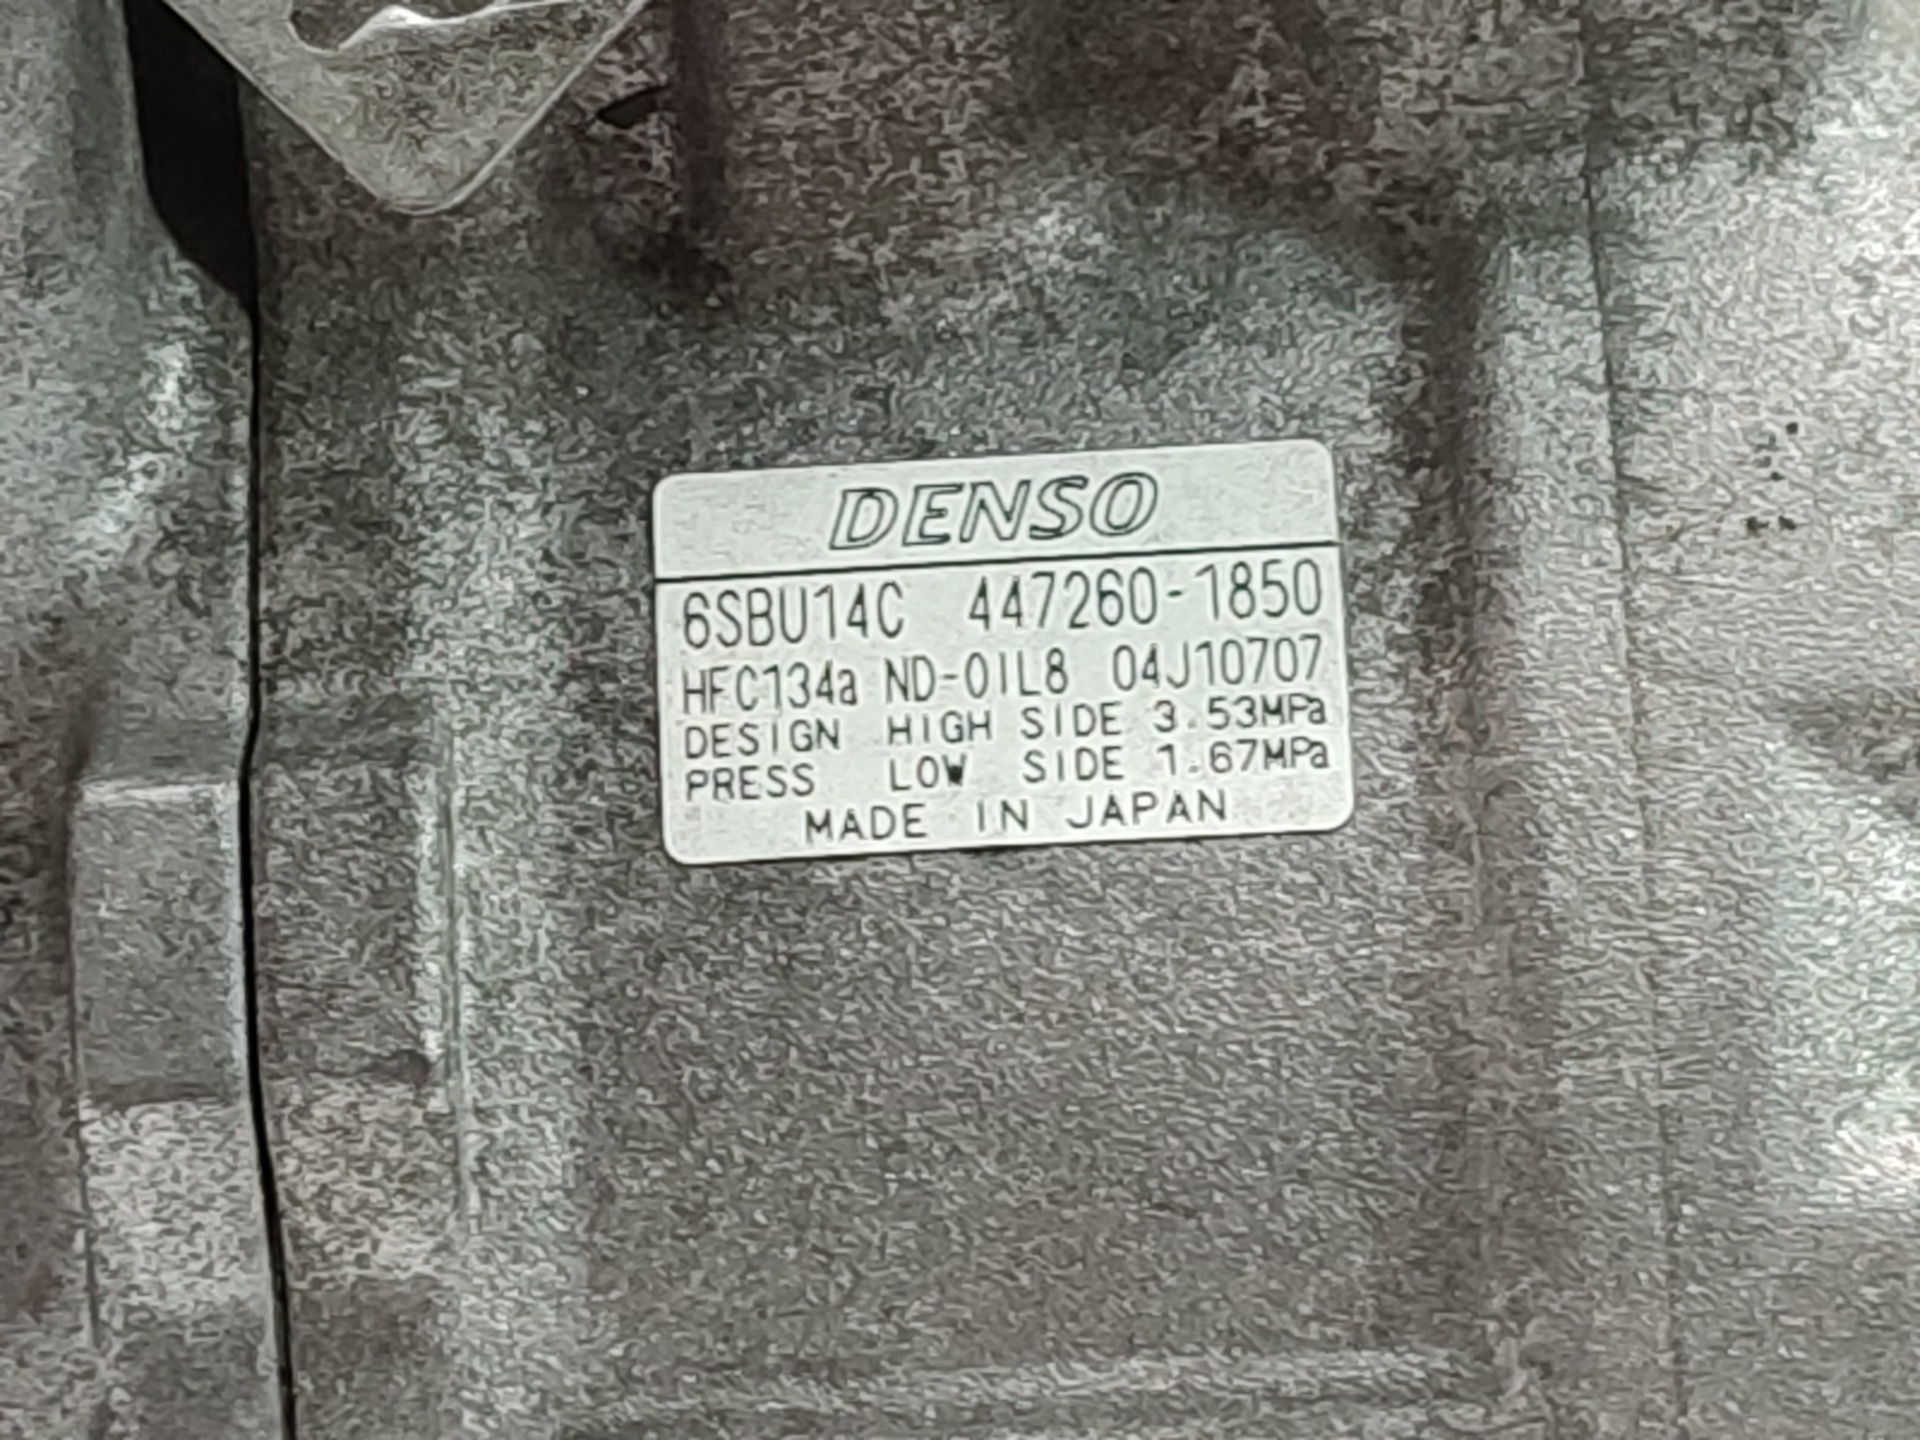 DENSO
6SBU14C 447260-1850
HFC134a ND-OIL8 04J10707
DESIGN HIGH SIDE 3.53MPa
PRESS LOW SIDE 1.67MPa
MADE IN JAPAN